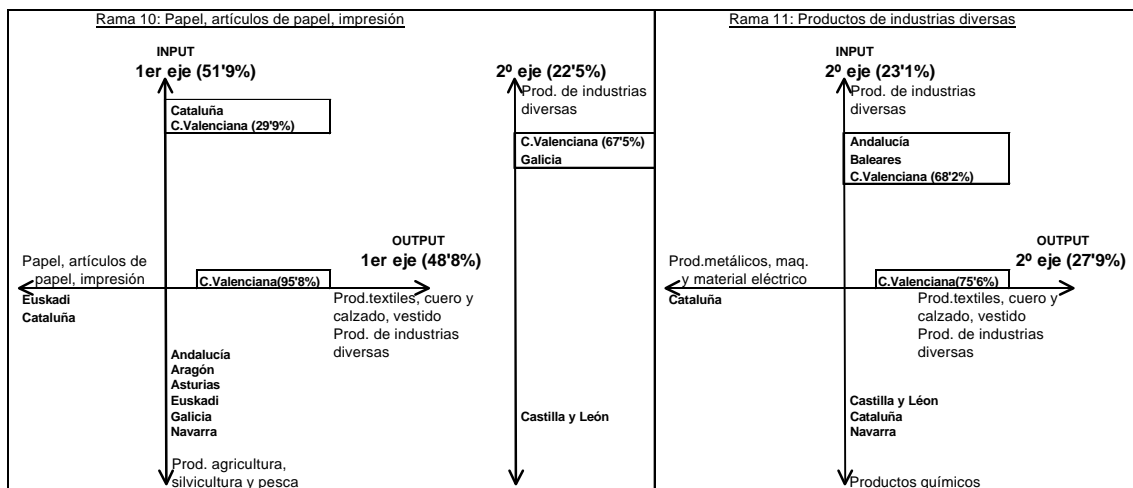 Rama 10: Papel, artículos de papel, impresión
INPUT
1er eje (51'9%)
2º eje (22'5%)
Prod. de industrias
diversas
Cataluña
C.Valenciana (29'9%)
C.Valenciana (67'5%)
Galicia
OUTPUT
1er eje (48'8%)
Papel, artículos de
papel, impresión
C.Valenciana(95'8%)
Euskadi
Cataluña
Prod.textiles, cuero y
calzado, vestido
Prod. de industrias
diversas
Andalucía
Aragón
Asturias
Euskadi
Galicia
Navarra
Castilla y León
Prod. agricultura,
silvicultura y pesca
Rama 11: Productos de industrias diversas
INPUT
2º eje (23'1%)
Prod. de industrias
diversas
Andalucía
Baleares
C.Valenciana (68'2%)
OUTPUT
2º eje (27'9%)
Prod.metálicos, maq.
y material eléctrico
C.Valenciana(75'6%)
Cataluña
Prod.textiles, cuero y
calzado, vestido
Prod. de industrias
diversas
Castilla y Léon
Cataluña
Navarra
Productos químicos